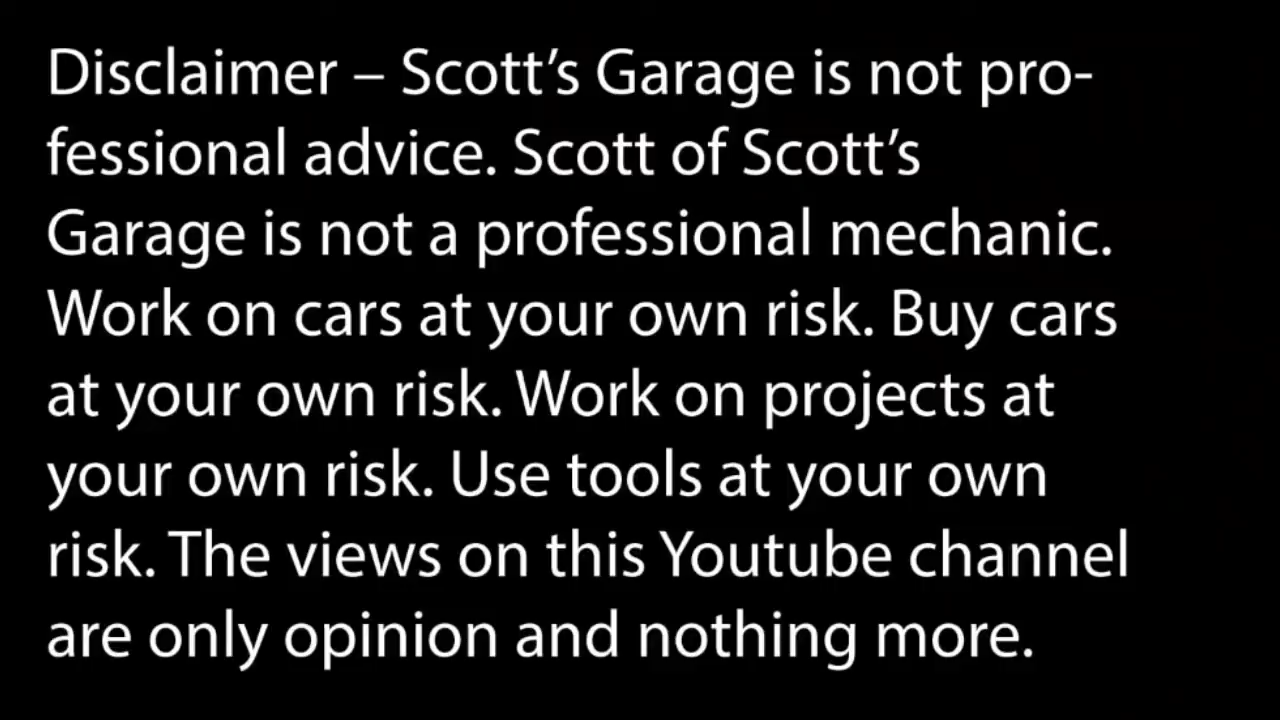 Disclaimer – Scott’s Garage is not pro-
fessional advice. Scott of Scott’s
Garage is not a professional mechanic.
Work on cars at your own risk. Buy cars
at your own risk. Work on projects at
your own risk. Use tools at your own
risk. The views on this Youtube channel
are only opinion and nothing more.